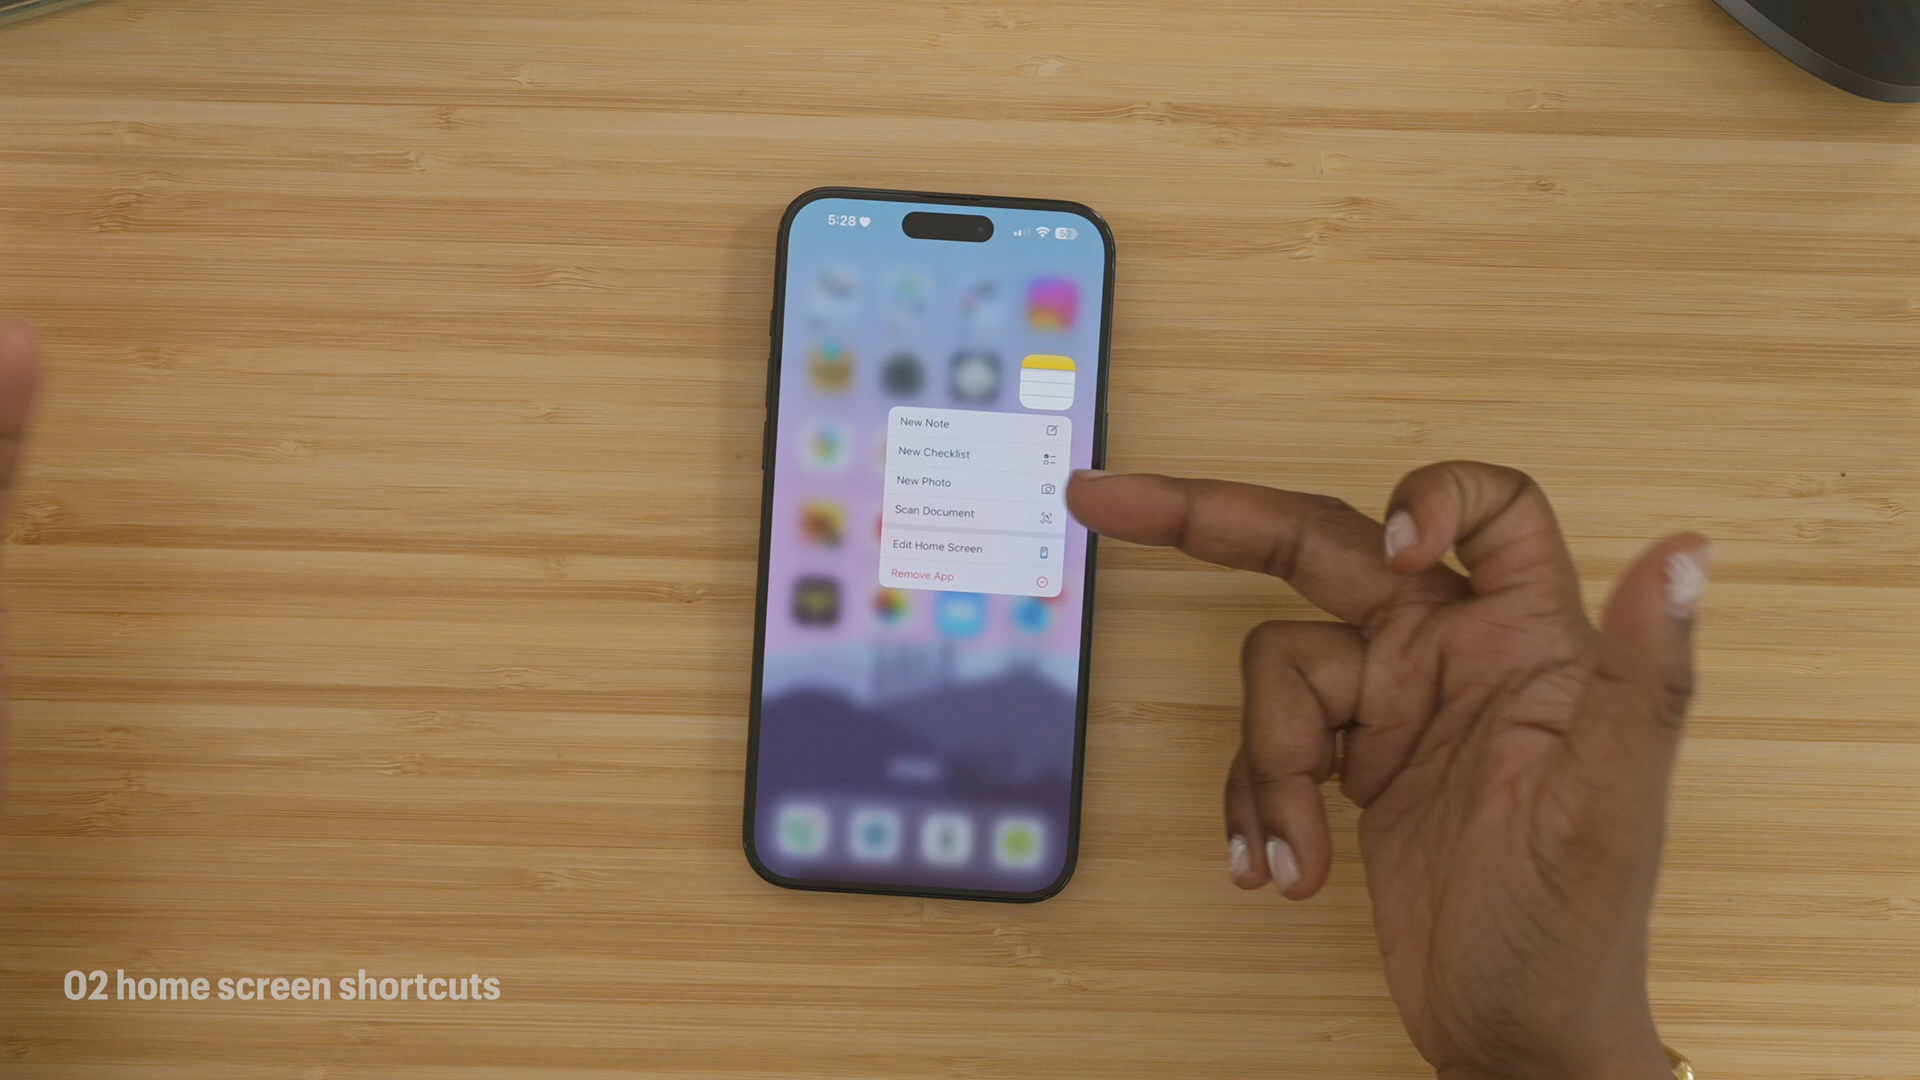 5:28
52
New Note
New Checklist
New Photo
Scan Document
Edit Home Screen
Remove App
02 home screen shortcuts